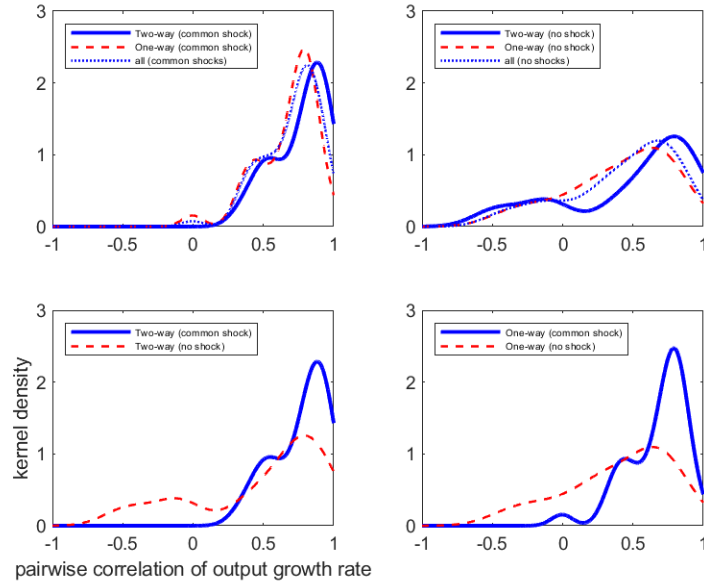 3
2
1
0
Two-way (common shock)
One-way (common shock)
all (common shocks)
-1 -0.5 0 0.5 1
3
2
1
0
Two-way (no shock)
One-way (no shock)
all (no shocks)
-1 -0.5 0 0.5 1
kernel density
3
2
1
0
Two-way (common shock)
Two-way (no shock)
-1 -0.5 0 0.5 1
pairwise correlation of output growth rate
3
2
1
0
One-way (common shock)
One-way (no shock)
-1 -0.5 0 0.5 1